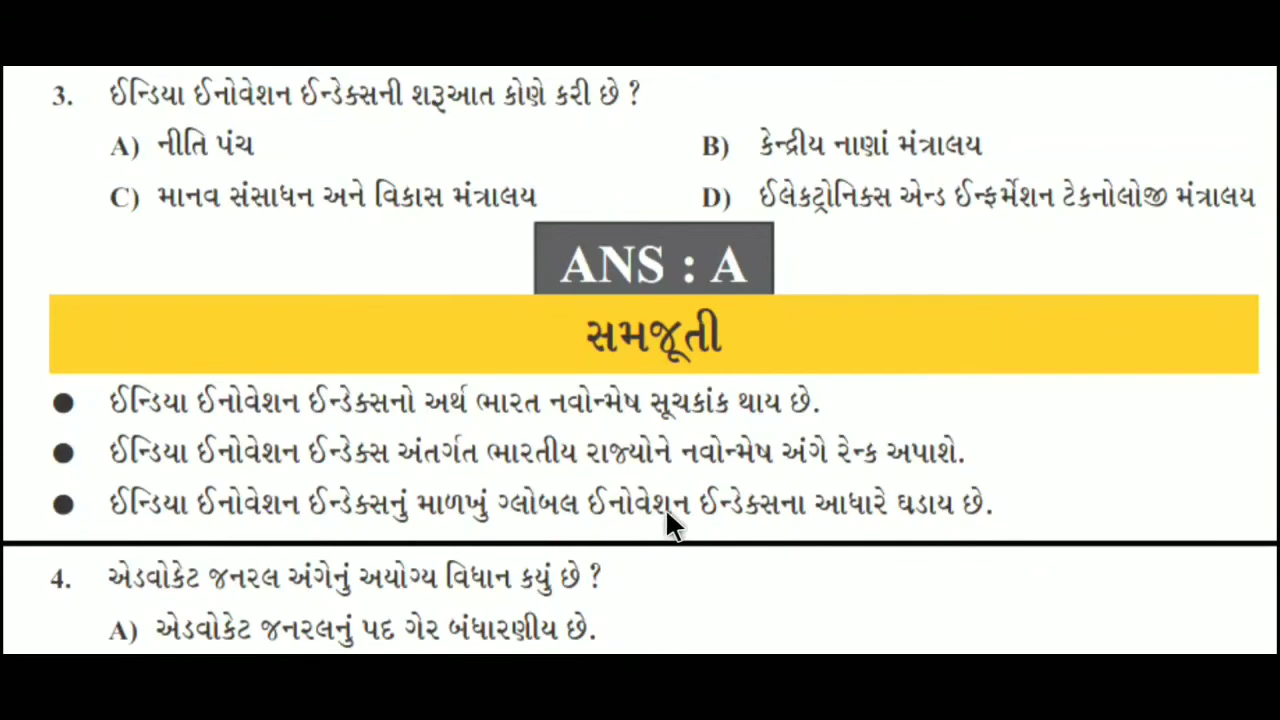 3. ઈન્ડિયા ઈનોવેશન ઈન્ડેક્સની શરૂઆત કોણે કરી છે ?
A) નીતિ પંચ B) કેન્દ્રીય નાણાં મંત્રાલય
C) માનવ સંસાધન અને વિકાસ મંત્રાલય D) ઈલેક્ટ્રોનિક્સ એન્ડ ઈન્ફર્મેશન ટેકનોલોજી મંત્રાલય
ANS : A
સમજૂતી
● ઈન્ડિયા ઈનોવેશન ઈન્ડેક્સનો અર્થ ભારત નવોન્મેષ સૂચકાંક થાય છે.
● ઈન્ડિયા ઈનોવેશન ઈન્ડેક્સ અંતર્ગત ભારતીય રાજ્યોને નવોન્મેષ અંગે રેન્ક અપાશે.
● ઈન્ડિયા ઈનોવેશન ઈન્ડેક્સનું માળખું ગ્લોબલ ઈનોવેશન ઈન્ડેક્સના આધારે ઘડાય છે.
4. એડવોકેટ જનરલ અંગેનું અયોગ્ય વિધાન કયું છે ?
A) એડવોકેટ જનરલનું પદ ગેર બંધારણીય છે.